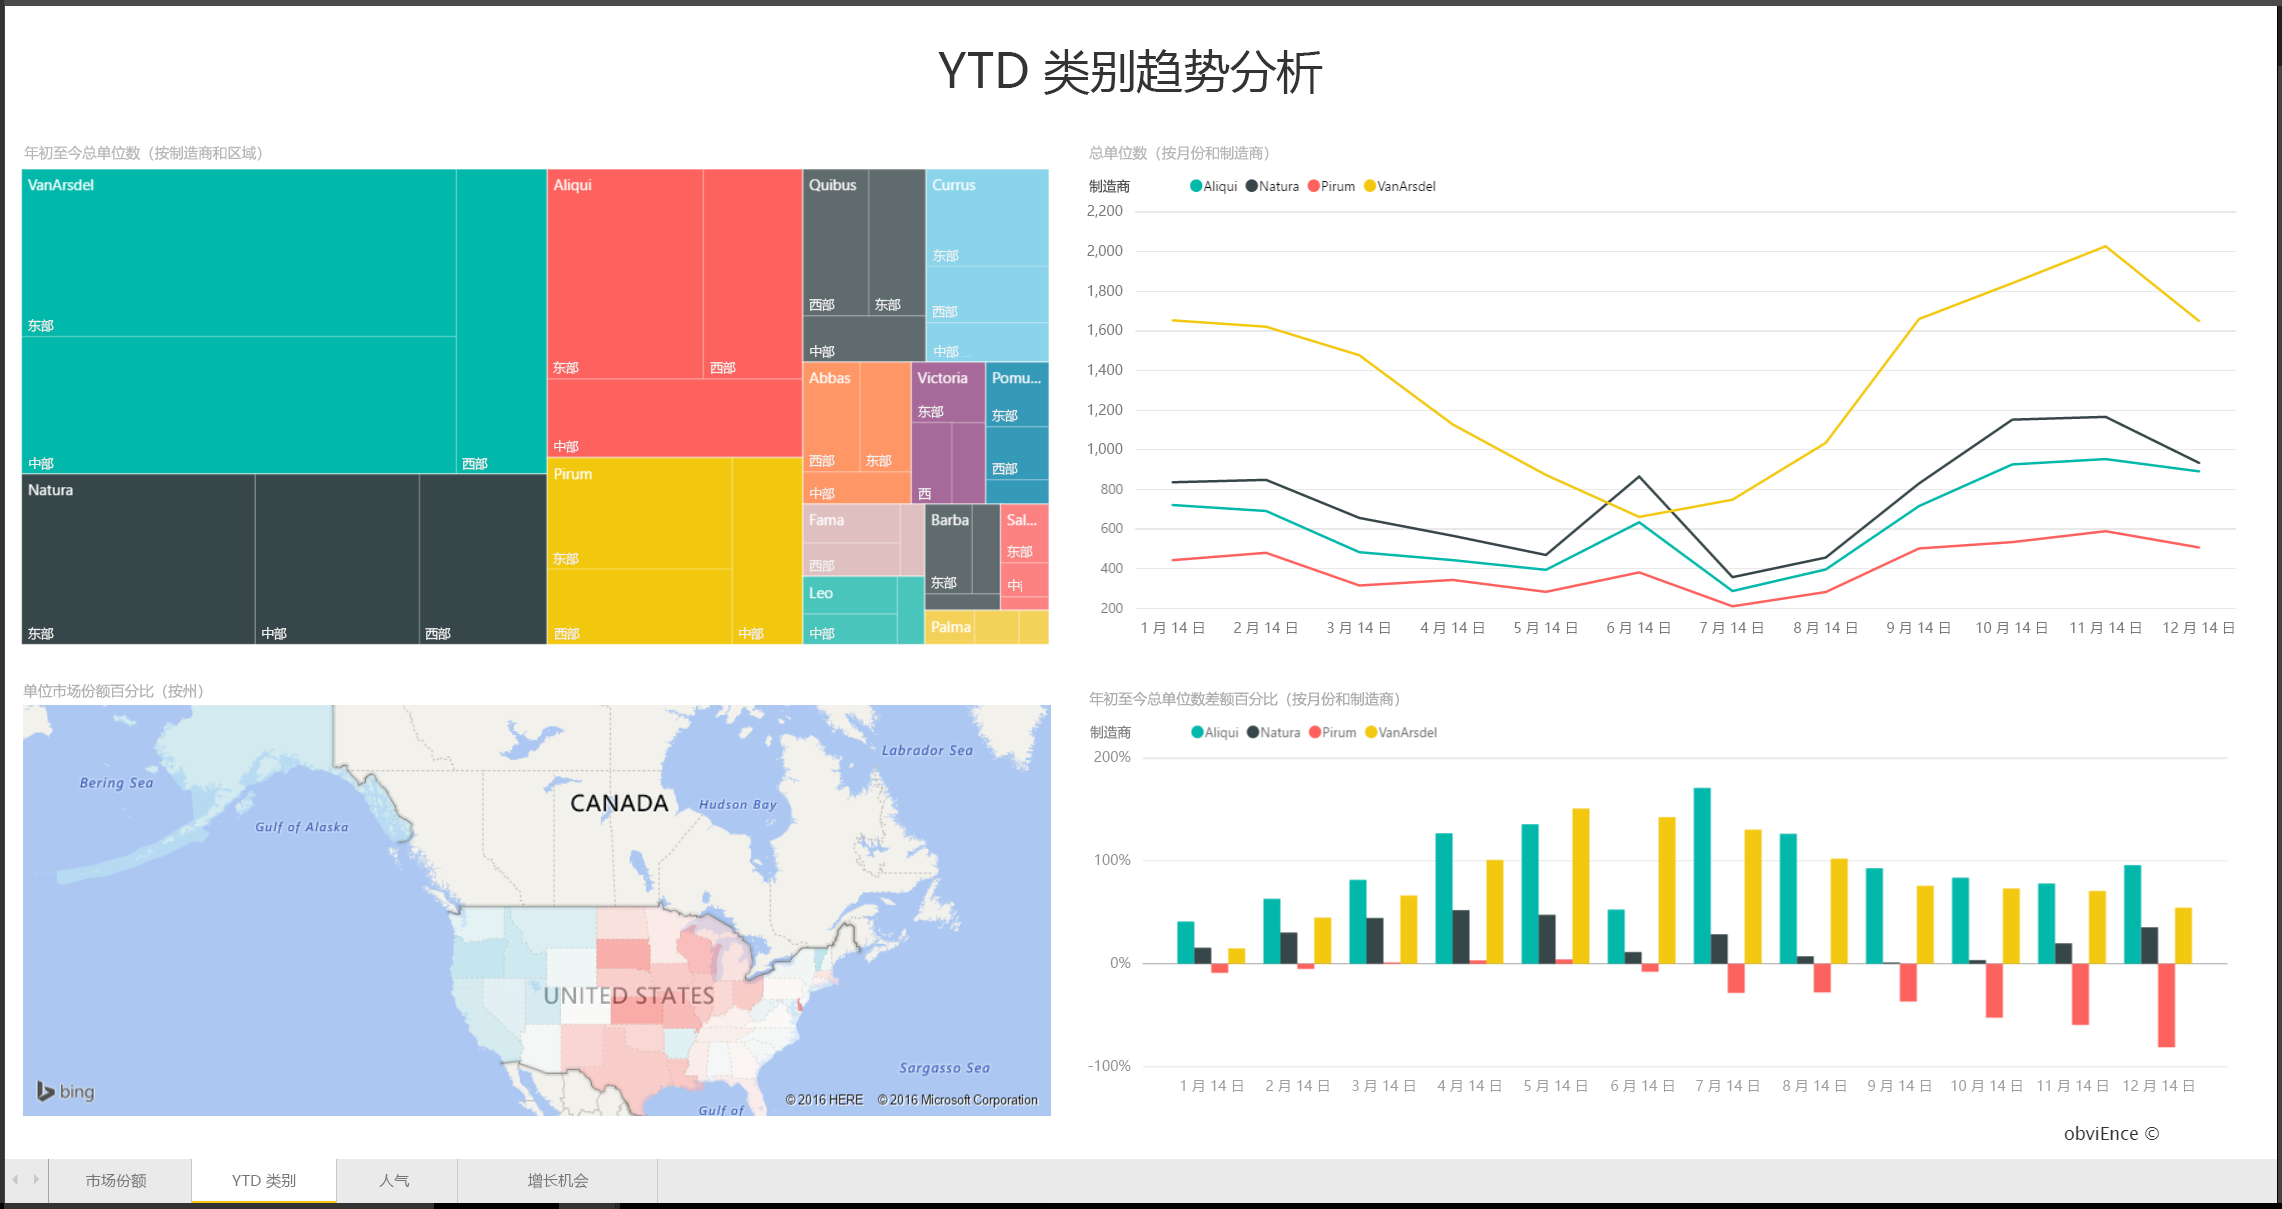 YTD 类别趋势分析
年初至今总单位数（按制造商和区域）
VanArsdel
东部
中部
西部
Natura
东部
中部
西部
Aliqui
东部
西部
中部
Pirum
东部
西部
中部
Quibus
西部
东部
中部
Currus
东部
西部
中部
Abbas
西部
东部
中部
Victoria
东部
西
Pomu...
东部
西部
Fama
西部
Barba
东部
Sal...
东部
中
Leo
中部
Palma
总单位数（按月份和制造商）
制造商 Aliqui Natura Pirum VanArsdel
2,200
2,000
1,800
1,600
1,400
1,200
1,000
800
600
400
200
1 月 14 日 2 月 14 日 3 月 14 日 4 月 14 日 5 月 14 日 6 月 14 日 7 月 14 日 8 月 14 日 9 月 14 日 10 月 14 日 11 月 14 日 12 月 14 日
单位市场份额百分比（按州）
Labrador Sea
Bering Sea
CANADA
Hudson Bay
Gulf of Alaska
UNITED STATES
Sargasso Sea
bing
© 2016 HERE © 2016 Microsoft Corporation
Gulf of
年初至今总单位数差额百分比（按月份和制造商）
制造商 Aliqui Natura Pirum VanArsdel
200%
100%
0%
-100%
1 月 14 日 2 月 14 日 3 月 14 日 4 月 14 日 5 月 14 日 6 月 14 日 7 月 14 日 8 月 14 日 9 月 14 日 10 月 14 日 11 月 14 日 12 月 14 日
obviEnce ©
市场份额 YTD 类别 人气 增长机会